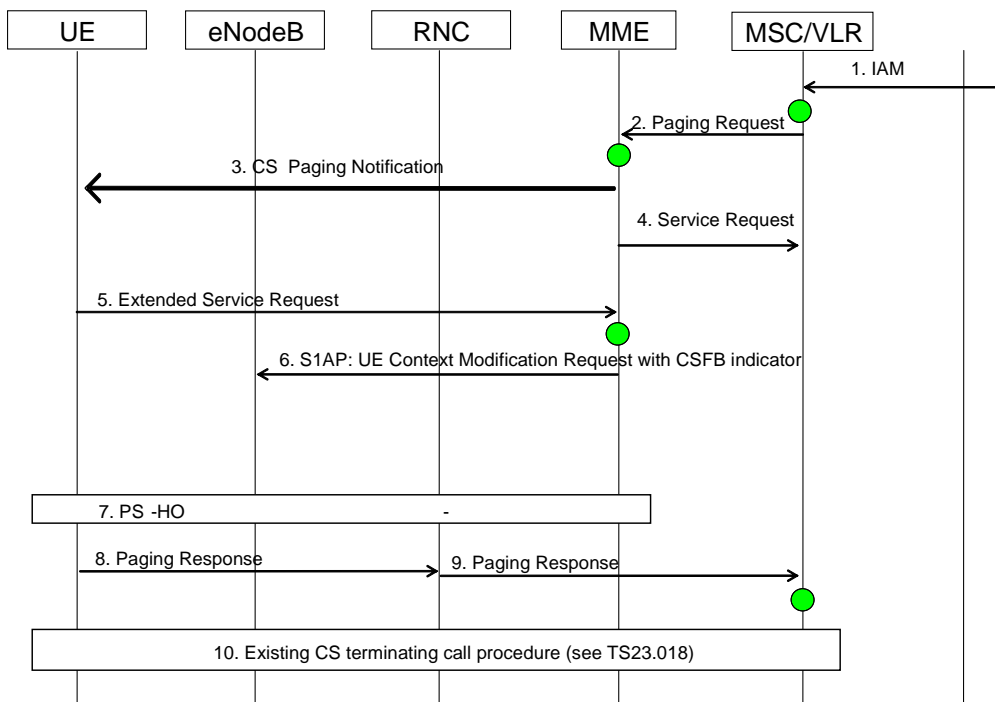 UE
eNodeB
RNC
MME
MSC/VLR
1. IAM
2. Paging Request
3. CS Paging Notification
4. Service Request
5. Extended Service Request
6. S1AP: UE Context Modification Request with CSFB indicator
7. PS -HO -
8. Paging Response
9. Paging Response
10. Existing CS terminating call procedure (see TS23.018)